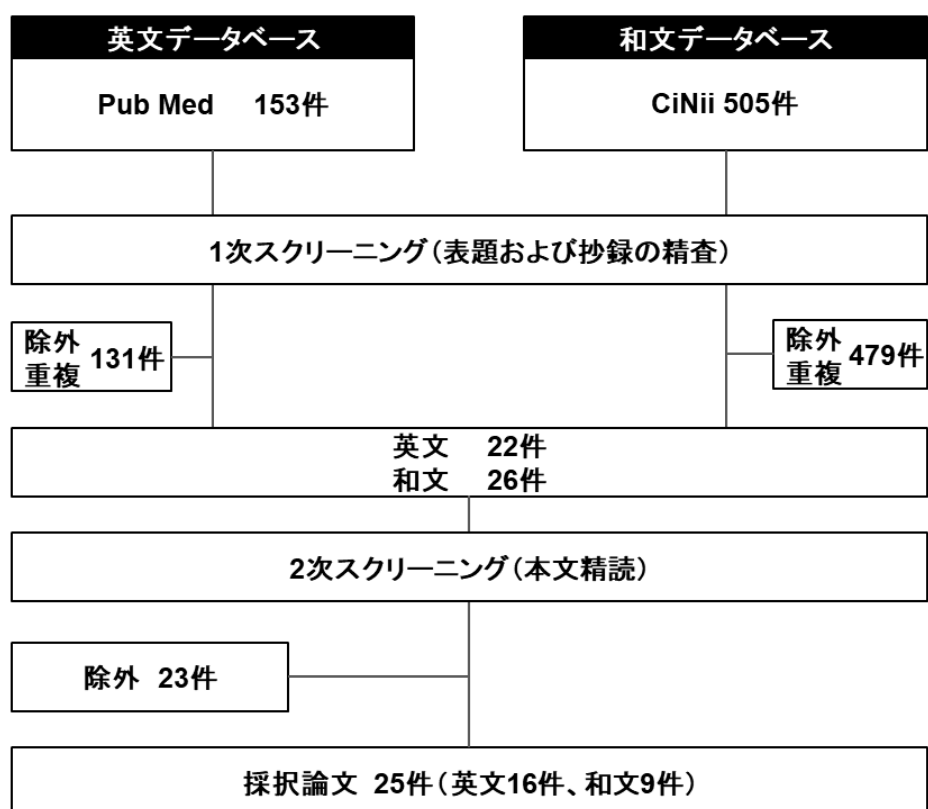 英文データベース
Pub Med 153件
和文データベース
CiNii 505件
1次スクリーニング（表題および抄録の精査）
除外
重複 131件
除外
重複 479件
英文 22件
和文 26件
2次スクリーニング（本文精読）
除外 23件
採択論文 25件（英文16件、和文9件）